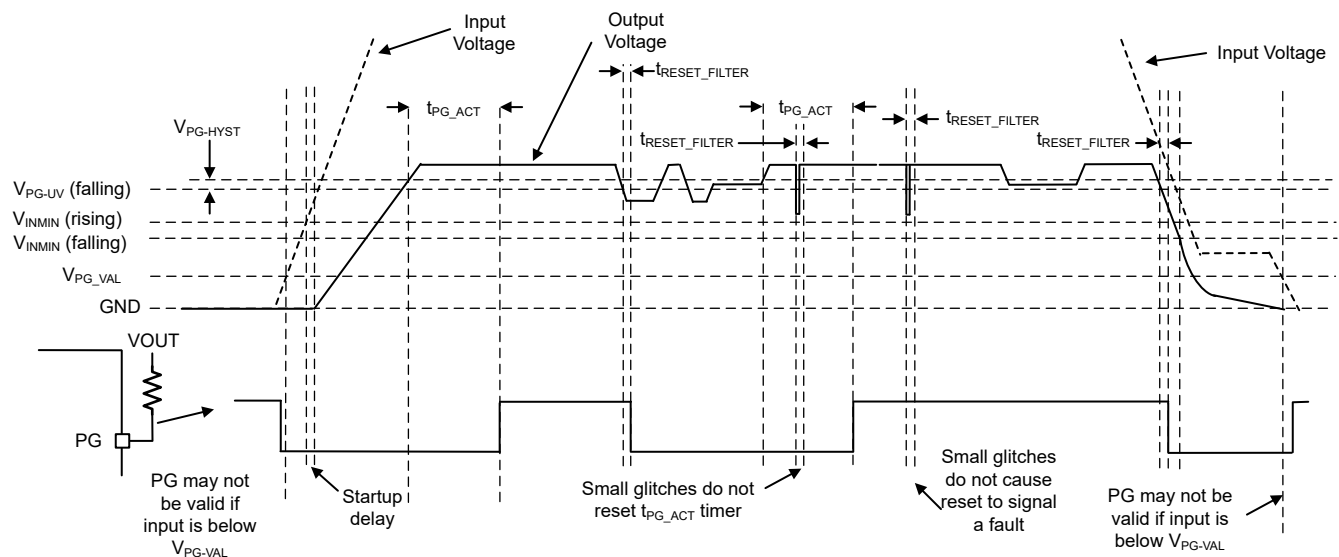 Input
Voltage
Output
Voltage
Input Voltage
tRESET_FILTER
tPG_ACT
tPG_ACT
tRESET_FILTER
tRESET_FILTER
tRESET_FILTER
VPG-HYST
VPG-UV (falling)
VINMIN (rising)
VINMIN (falling)
VPG_VAL
GND
VOUT
PG
PG may not
be valid if
input is below
VPG-VAL
Startup
delay
Small glitches do not
reset tPG_ACT timer
Small glitches
do not cause
reset to signal
a fault
PG may not be
valid if input is
below VPG-VAL